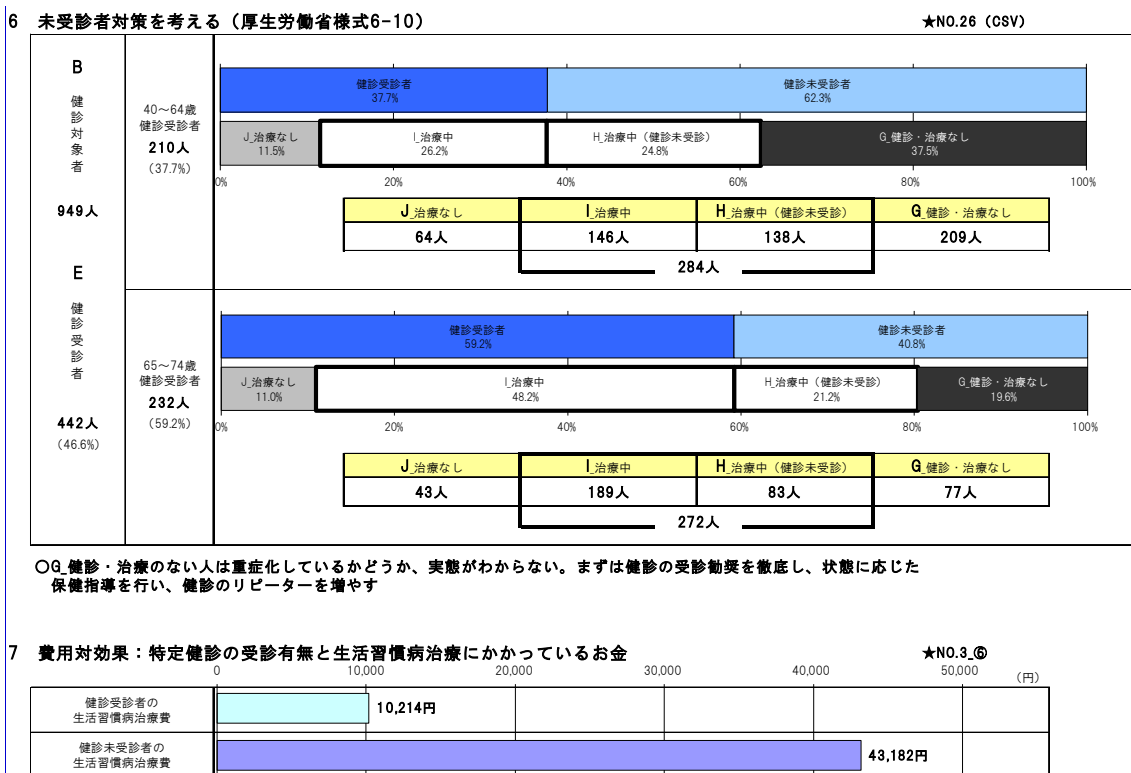 6 未受診者対策を考える（厚生労働省様式6-10） ★NO.26（CSV）
B
健診対象者
949人
E
健診受診者
442人
(46.6%)
40～64歳
健診受診者
210人
(37.7%)
健診受診者
37.7%
健診未受診者
62.3%
J_治療なし
11.5%
I_治療中
26.2%
H_治療中（健診未受診）
24.8%
G_健診・治療なし
37.5%
0% 20% 40% 60% 80% 100%
J_治療なし I_治療中 H_治療中（健診未受診） G_健診・治療なし
64人 146人 138人 209人
284人
65～74歳
健診受診者
232人
(59.2%)
健診受診者
59.2%
健診未受診者
40.8%
J_治療なし
11.0%
I_治療中
48.2%
H_治療中（健診未受診）
21.2%
G_健診・治療なし
19.6%
0% 20% 40% 60% 80% 100%
J_治療なし I_治療中 H_治療中（健診未受診） G_健診・治療なし
43人 189人 83人 77人
272人
○G_健診・治療のない人は重症化しているかどうか、実態がわからない。まずは健診の受診勧奨を徹底し、状態に応じた
保健指導を行い、健診のリピーターを増やす
7 費用対効果：特定健診の受診有無と生活習慣病治療にかかっているお金 ★NO.3_⑥
0 10,000 20,000 30,000 40,000 50,000
（円）
健診受診者の
生活習慣病治療費
10,214円
健診未受診者の
生活習慣病治療費
43,182円